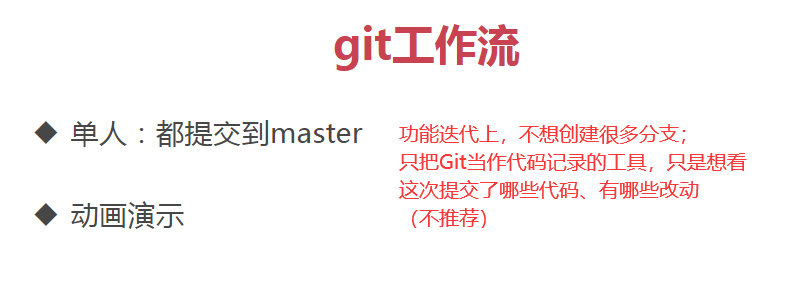 git工作流
◆ 单人：都提交到master
功能迭代上，不想创建很多分支；
只把Git当作代码记录的工具，只是想看
这次提交了哪些代码、有哪些改动
（不推荐）
◆ 动画演示